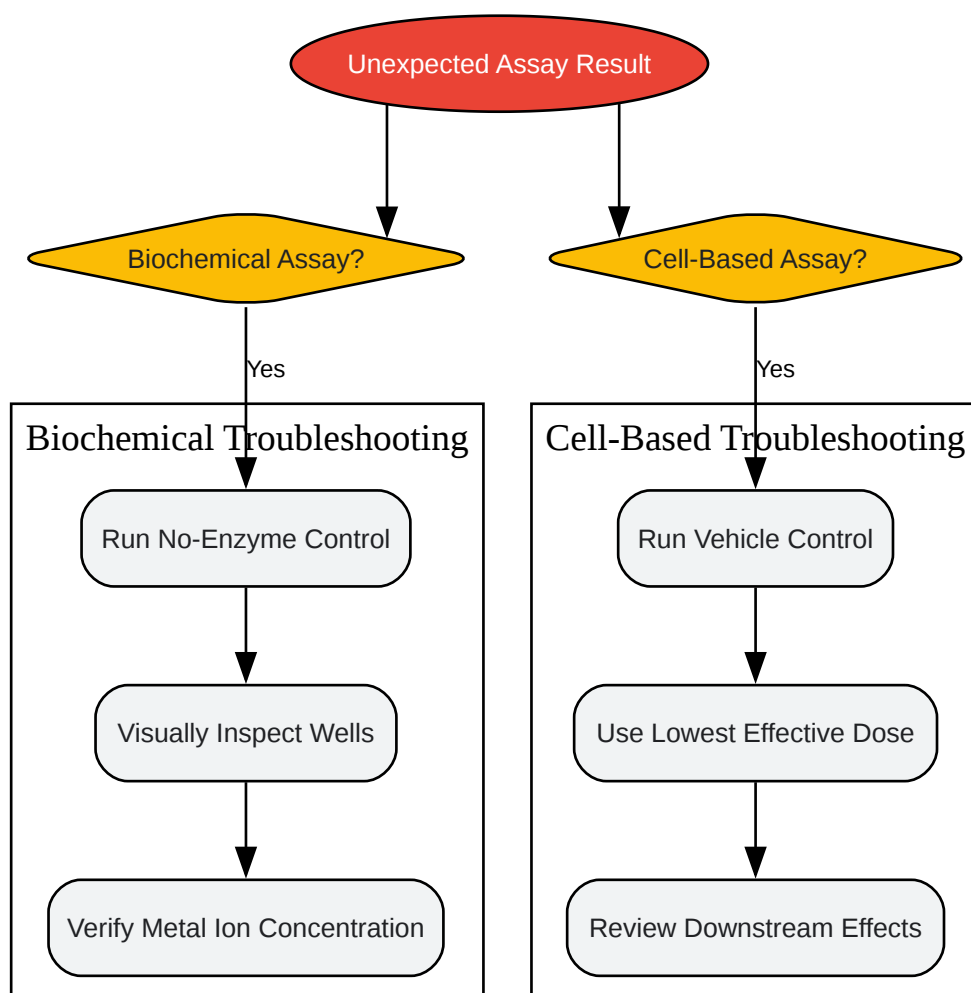 Unexpected Assay Result
Biochemical Assay?
Cell-Based Assay?
Yes
Yes
Biochemical Troubleshooting
Cell-Based Troubleshooting
Run No-Enzyme Control
Run Vehicle Control
Visually Inspect Wells
Use Lowest Effective Dose
Verify Metal Ion Concentration
Review Downstream Effects